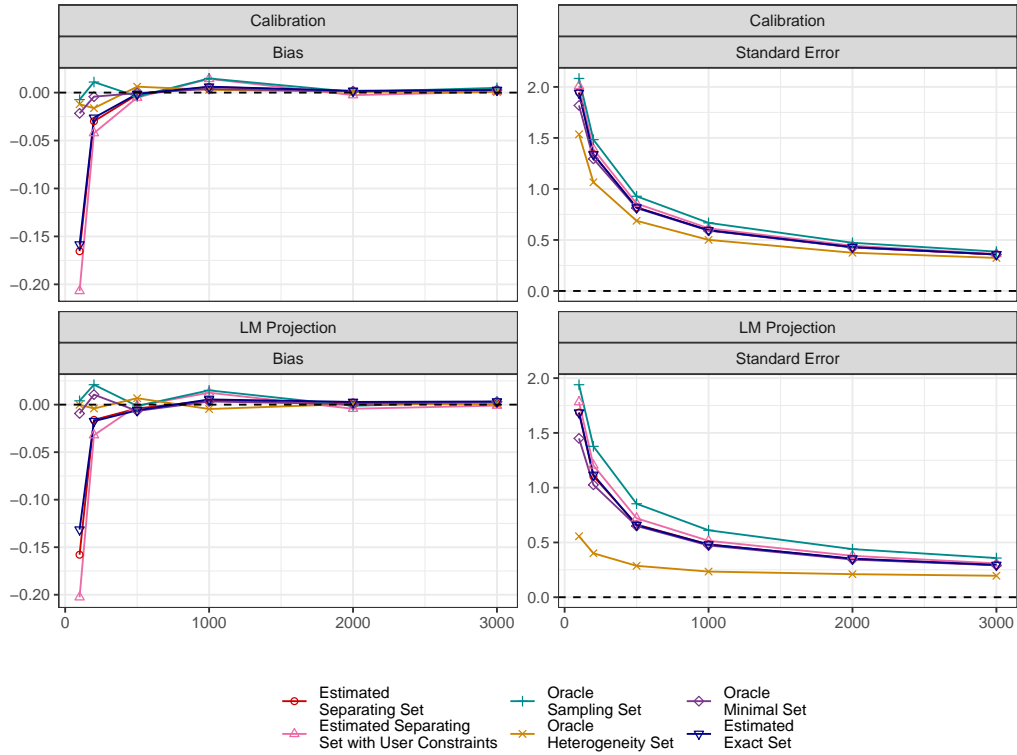 Calibration
Bias
0.00
−0.05
−0.10
−0.15
−0.20
Calibration
Standard Error
2.0
1.5
1.0
0.5
0.0
LM Projection
Bias
0.00
−0.05
−0.10
−0.15
−0.20
0 1000 2000 3000
LM Projection
Standard Error
2.0
1.5
1.0
0.5
0.0
0 1000 2000 3000
Estimated
Separating Set
Estimated Separating
Set with User Constraints
Oracle
Sampling Set
Oracle
Heterogeneity Set
Oracle
Minimal Set
Estimated
Exact Set